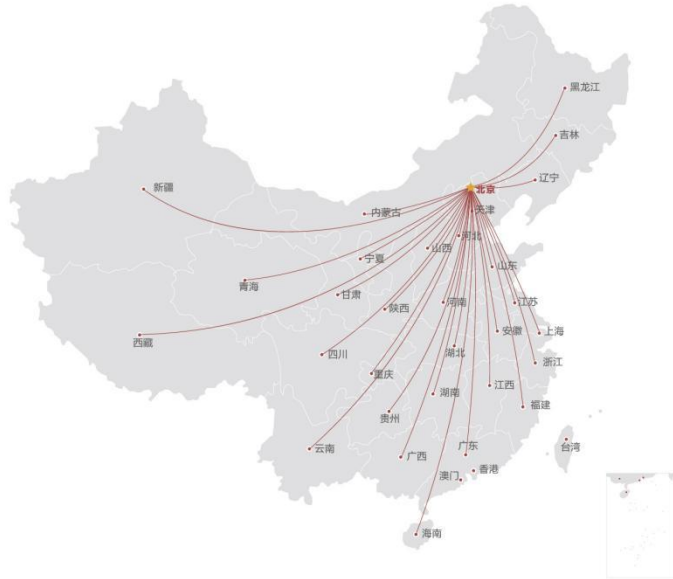 黑龙江
吉林
辽宁
新疆
北京
内蒙古
天津
河北
山西
宁夏
山东
青海
甘肃
陕西
河南
江苏
西藏
安徽
上海
四川
湖北
浙江
重庆
湖南
江西
贵州
福建
云南
广西
广东
台湾
香港
澳门
海南